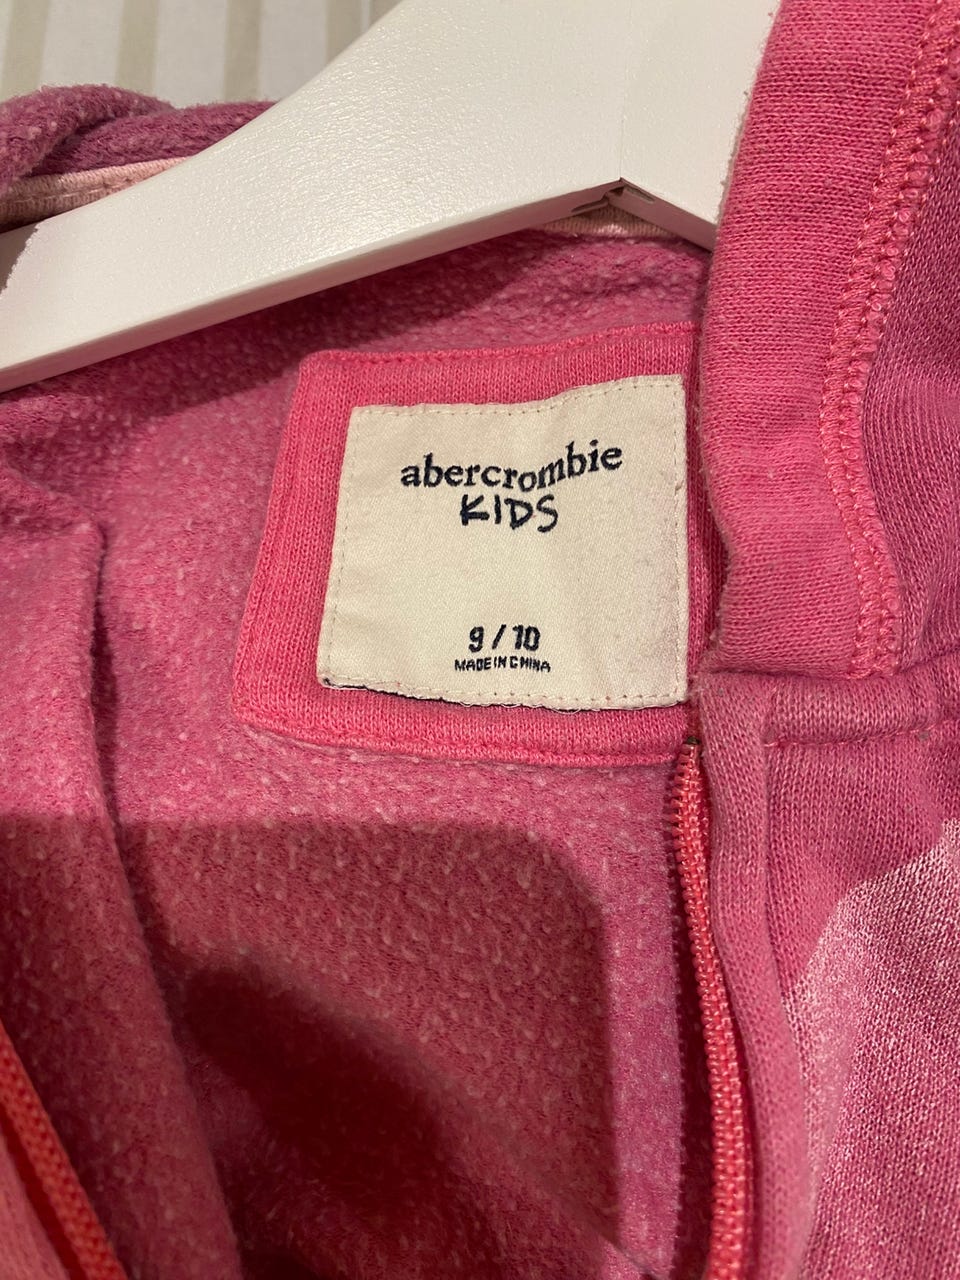 abercrombie
KIDS
9 / 10
MADE IN CHINA